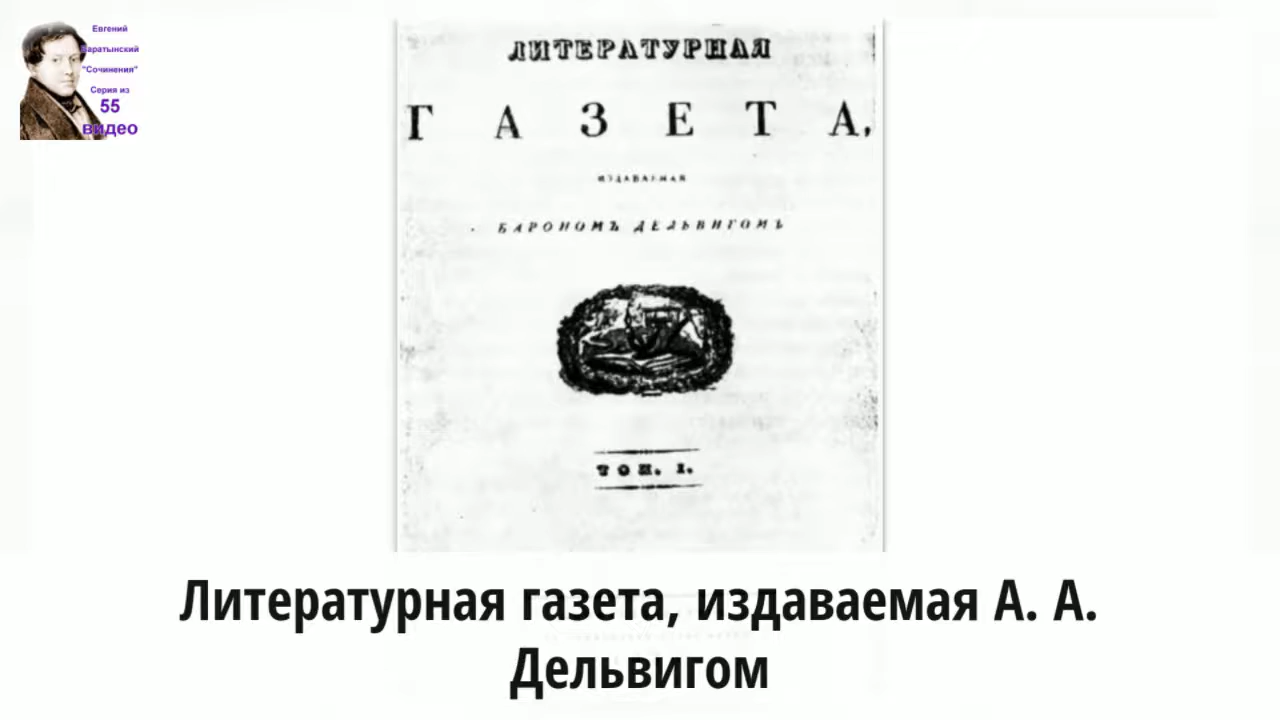 Евгений
Баратынский
"Сочинения"
Серия из
55
видео
ЛИТЕРАТУРНАЯ
ГАЗЕТА,
ИЗДАВАЕМАЯ
БАРОНОМЪ ДЕЛЬВИГОМЪ
ТОМ. I.
Литературная газета, издаваемая А. А.
Дельвигом